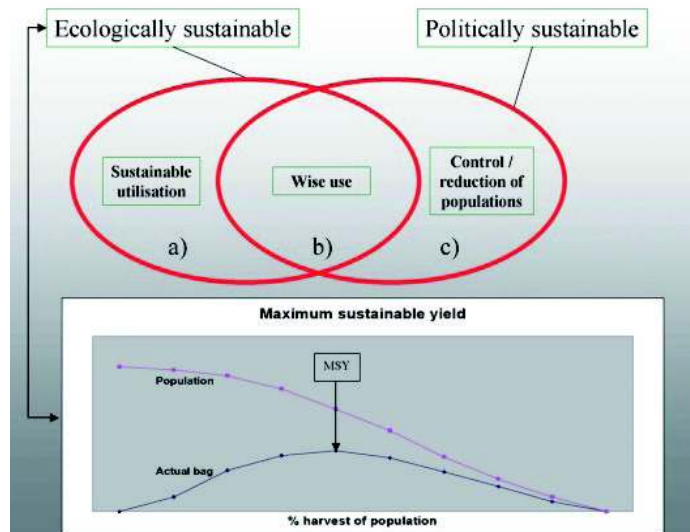 Ecologically sustainable
Politically sustainable
Sustainable
utilisation
Wise use
Control /
reduction of
populations
a)
b)
c)
Maximum sustainable yield
MSY
Population
Actual bag
% harvest of population